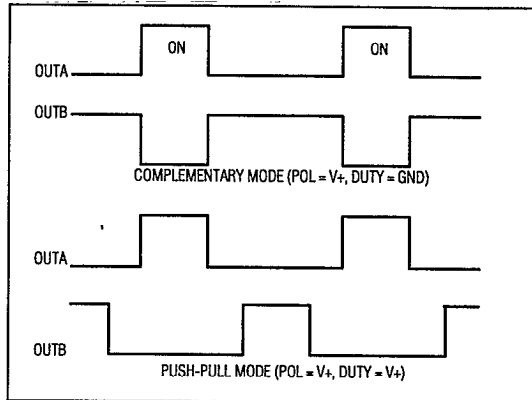 ON ON
OUTA
OUTB
COMPLEMENTARY MODE (POL = V+, DUTY = GND)
OUTA
OUTB
PUSH-PULL MODE (POL = V+, DUTY = V+)